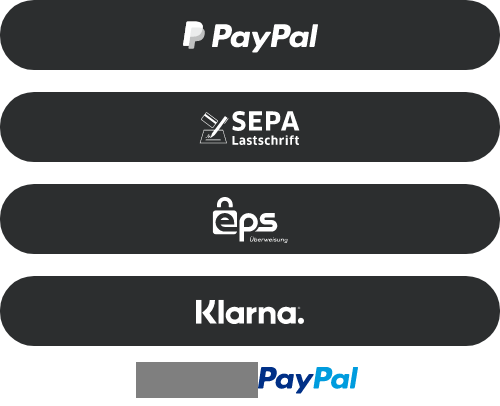 PayPal
SEPA
Lastschrift
eps
Überweisung
Klarna.
PayPal